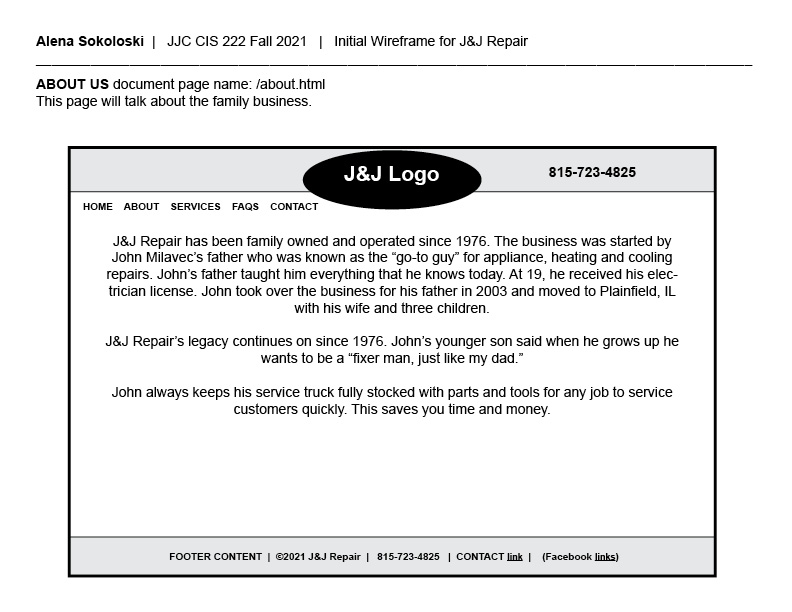 Alena Sokoloski | JJC CIS 222 Fall 2021 | Initial Wireframe for J&J Repair
ABOUT US document page name: /about.html
This page will talk about the family business.
J&J Logo
815-723-4825
HOME ABOUT SERVICES FAQS CONTACT
J&J Repair has been family owned and operated since 1976. The business was started by
John Milavec’s father who was known as the “go-to guy” for appliance, heating and cooling
repairs. John’s father taught him everything that he knows today. At 19, he received his elec-
trician license. John took over the business for his father in 2003 and moved to Plainfield, IL
with his wife and three children.
J&J Repair’s legacy continues on since 1976. John’s younger son said when he grows up he
wants to be a “fixer man, just like my dad.”
John always keeps his service truck fully stocked with parts and tools for any job to service
customers quickly. This saves you time and money.
FOOTER CONTENT | ©2021 J&J Repair | 815-723-4825 | CONTACT link | (Facebook links)